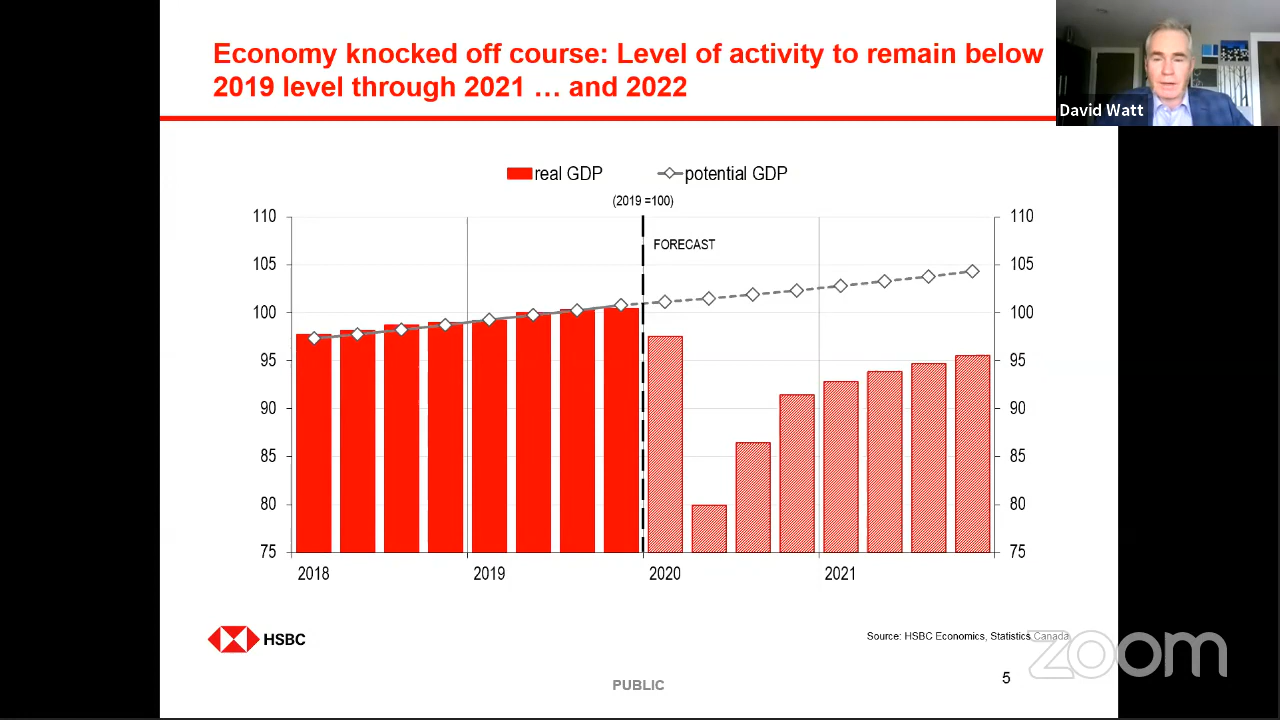 Economy knocked off course: Level of activity to remain below
2019 level through 2021 … and 2022
David Watt
real GDP
potential GDP
(2019 =100)
110
110
FORECAST
105
105
100
100
95
95
90
90
85
85
80
80
75
75
2018
2019
2020
2021
HSBC
Source: HSBC Economics, Statistics Canada
zoom
5
PUBLIC